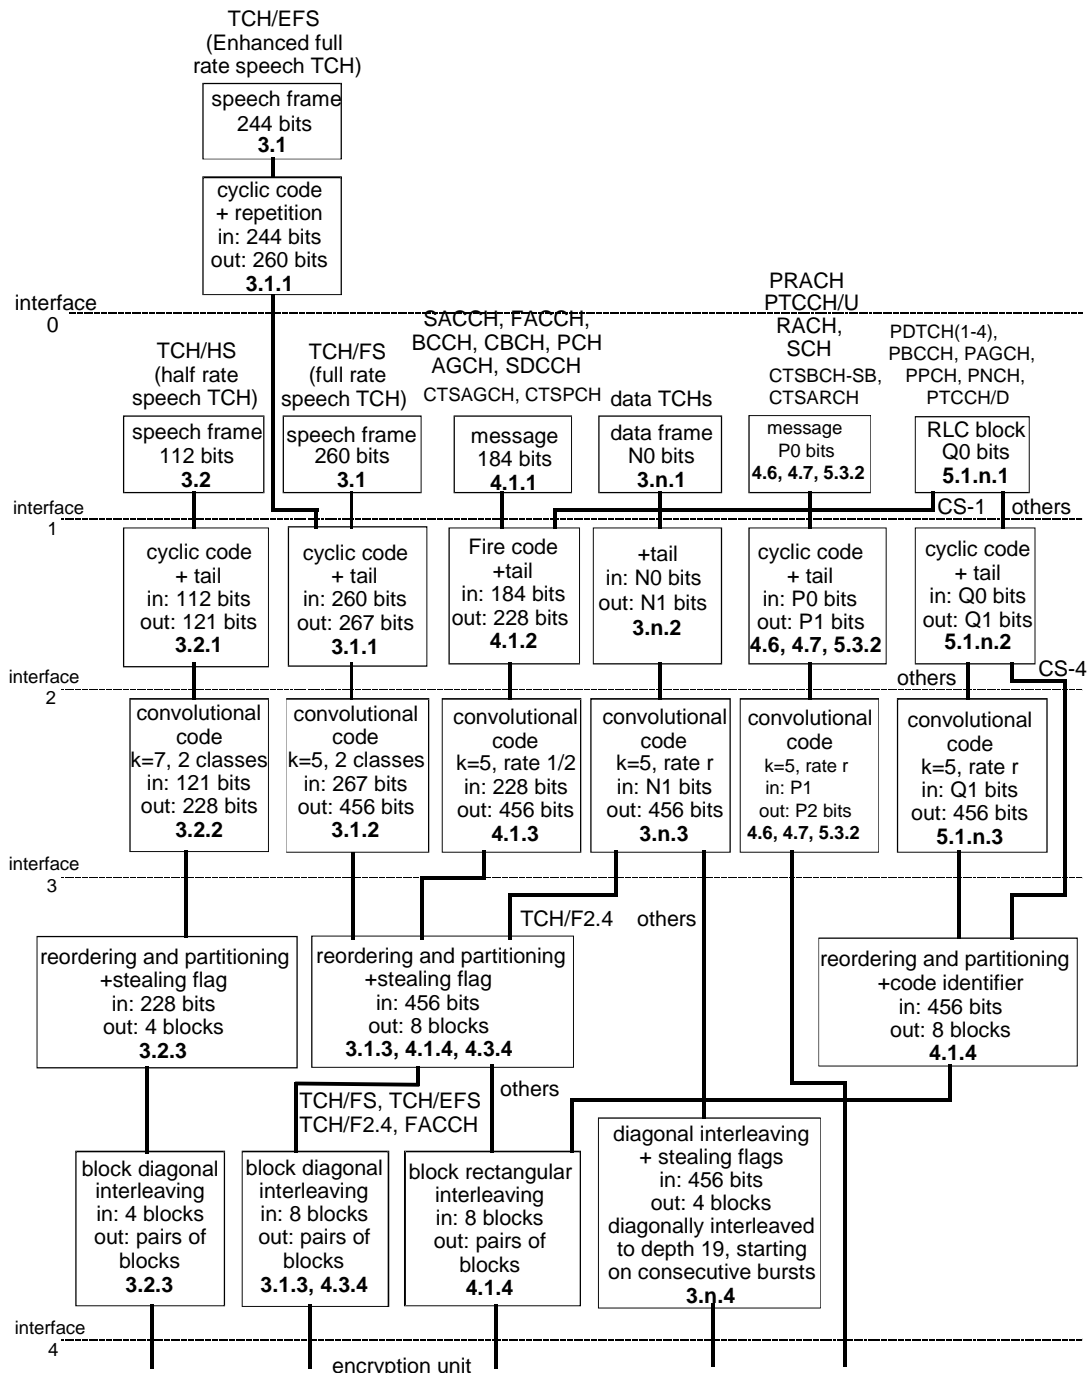 TCH/EFS
(Enhanced full
rate speech TCH)
speech frame
244 bits
3.1
cyclic code
+ repetition
in: 244 bits
out: 260 bits
3.1.1
interface
0
TCH/HS
(half rate
speech TCH)
TCH/FS
(full rate
speech TCH)
SACCH, FACCH,
BCCH, CBCH, PCH
AGCH, SDCCH
CTSAGCH, CTSPCH
data TCHs
PRACH
PTCCH/U
RACH,
SCH
CTSBCH-SB,
CTSARCH
PDTCH(1-4),
PBCCH, PAGCH,
PPCH, PNCH,
PTCCH/D
speech frame
112 bits
3.2
speech frame
260 bits
3.1
message
184 bits
4.1.1
data frame
N0 bits
3.n.1
message
P0 bits
4.6, 4.7, 5.3.2
RLC block
Q0 bits
5.1.n.1
interface
1
CS-1
others
cyclic code
+ tail
in: 112 bits
out: 121 bits
3.2.1
cyclic code
+ tail
in: 260 bits
out: 267 bits
3.1.1
Fire code
+tail
in: 184 bits
out: 228 bits
4.1.2
+tail
in: N0 bits
out: N1 bits
3.n.2
cyclic code
+ tail
in: P0 bits
out: P1 bits
4.6, 4.7, 5.3.2
cyclic code
+ tail
in: Q0 bits
out: Q1 bits
5.1.n.2
interface
2
others
CS-4
convolutional
code
k=7, 2 classes
in: 121 bits
out: 228 bits
3.2.2
convolutional
code
k=5, 2 classes
in: 267 bits
out: 456 bits
3.1.2
convolutional
code
k=5, rate 1/2
in: 228 bits
out: 456 bits
4.1.3
convolutional
code
k=5, rate r
in: N1 bits
out: 456 bits
3.n.3
convolutional
code
k=5, rate r
in: P1
out: P2 bits
4.6, 4.7, 5.3.2
convolutional
code
k=5, rate r
in: Q1 bits
out: 456 bits
5.1.n.3
interface
3
TCH/F2.4
others
reordering and partitioning
+stealing flag
in: 228 bits
out: 4 blocks
3.2.3
reordering and partitioning
+stealing flag
in: 456 bits
out: 8 blocks
3.1.3, 4.1.4, 4.3.4
reordering and partitioning
+code identifier
in: 456 bits
out: 8 blocks
4.1.4
TCH/FS, TCH/EFS
TCH/F2.4, FACCH
others
block diagonal
interleaving
in: 4 blocks
out: pairs of
blocks
3.2.3
block diagonal
interleaving
in: 8 blocks
out: pairs of
blocks
3.1.3, 4.3.4
block rectangular
interleaving
in: 8 blocks
out: pairs of
blocks
4.1.4
diagonal interleaving
+ stealing flags
in: 456 bits
out: 4 blocks
diagonally interleaved
to depth 19, starting
on consecutive bursts
3.n.4
interface
4
encryption unit